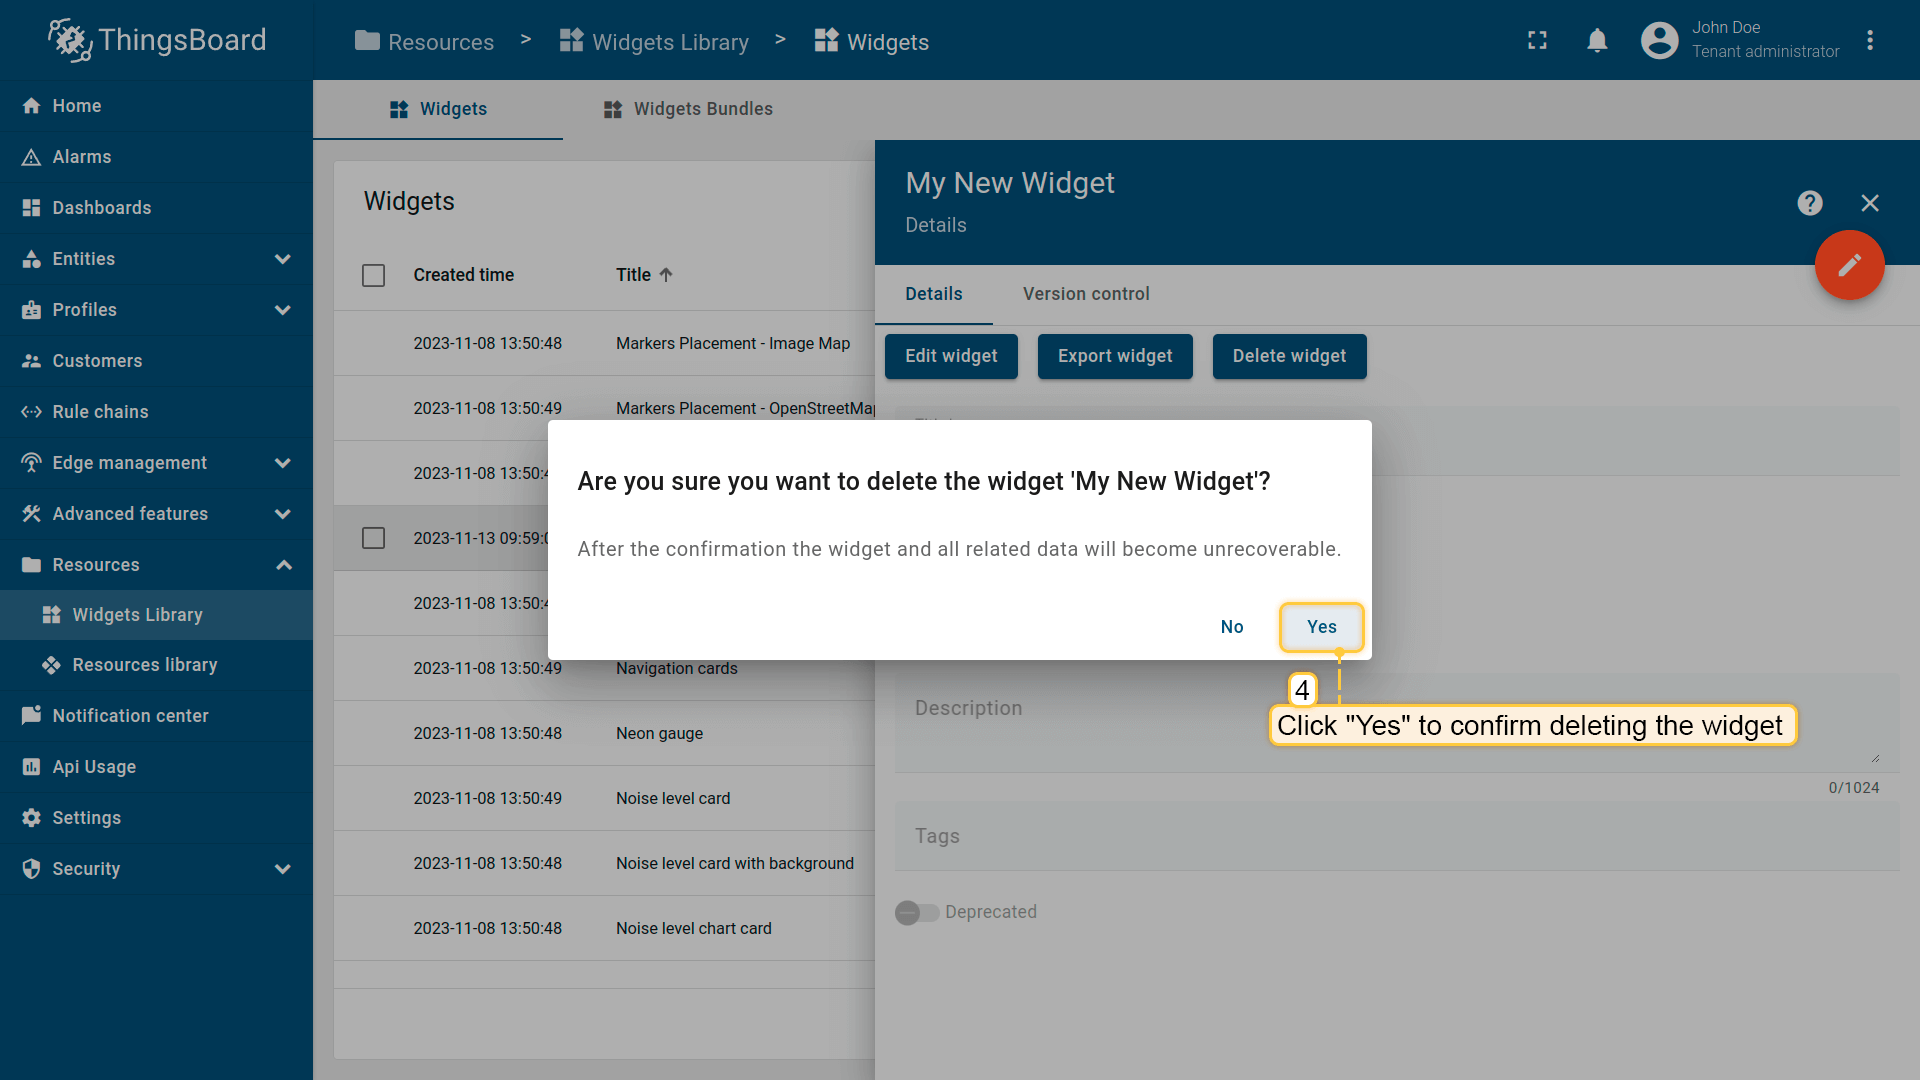 ThingsBoard
Resources > Widgets Library > Widgets
John Doe
Tenant administrator
Home
Alarms
Dashboards
Entities
Profiles
Customers
Rule chains
Edge management
Advanced features
Resources
Widgets Library
Resources library
Notification center
Api Usage
Settings
Security
Widgets
Widgets Bundles
Widgets
Created time
Title
2023-11-08 13:50:48
Markers Placement - Image Map
2023-11-08 13:50:49
Markers Placement - OpenStreetMap
2023-11-08 13:50:4
2023-11-13 09:59:0
2023-11-08 13:50:4
2023-11-08 13:50:49
Navigation cards
2023-11-08 13:50:48
Neon gauge
2023-11-08 13:50:49
Noise level card
2023-11-08 13:50:48
Noise level card with background
2023-11-08 13:50:48
Noise level chart card
My New Widget
Details
Details
Version control
Edit widget
Export widget
Delete widget
Are you sure you want to delete the widget 'My New Widget'?
After the confirmation the widget and all related data will become unrecoverable.
No
Yes
4
Click "Yes" to confirm deleting the widget
Description
0/1024
Tags
Deprecated